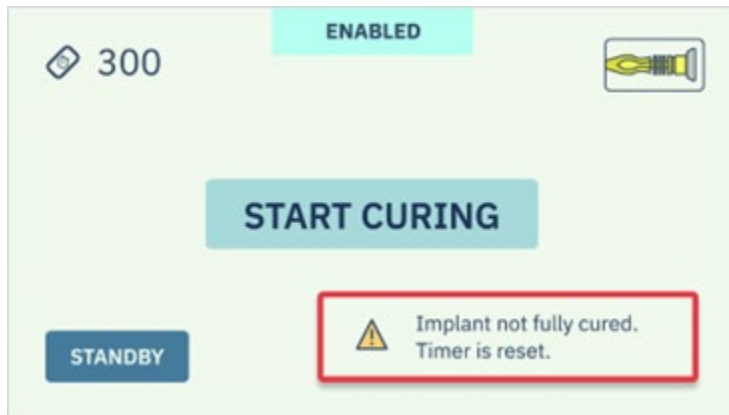 ENABLED
300
START CURING
Implant not fully cured.
Timer is reset.
STANDBY